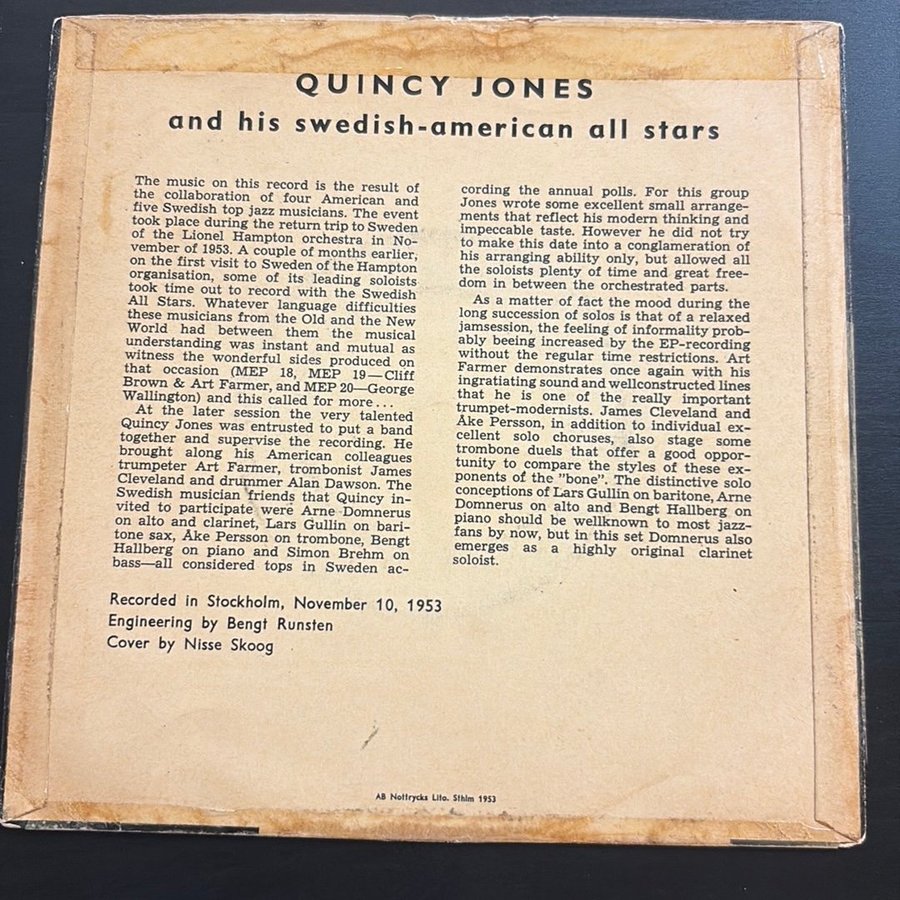 QUINCY JONES
and his swedish-american all stars
The music on this record is the result of
the collaboration of four American and
five Swedish top jazz musicians. The event
took place during the return trip to Sweden
of the Lionel Hampton orchestra in No-
vember of 1953. A couple of months earlier,
on the first visit to Sweden of the Hampton
organisation, some of its leading soloists
took time out to record with the Swedish
All Stars. Whatever language difficulties
these musicians from the Old and the New
World had between them the musical
understanding was instant and mutual as
witness the wonderful sides produced on
that occasion (MEP 18, MEP 19—Cliff
Brown & Art Farmer, and MEP 20—George
Wallington) and this called for more ...
At the later session the very talented
Quincy Jones was entrusted to put a band
together and supervise the recording. He
brought along his American colleagues
trumpeter Art Farmer, trombonist James
Cleveland and drummer Alan Dawson. The
Swedish musician friends that Quincy in-
vited to participate were Arne Domnerus
on alto and clarinet, Lars Gullin on bari-
tone sax, Åke Persson on trombone, Bengt
Hallberg on piano and Simon Brehm on
bass—all considered tops in Sweden ac-
cording the annual polls. For this group
Jones wrote some excellent small arrange-
ments that reflect his modern thinking and
impeccable taste. However he did not try
to make this date into a conglameration of
his arranging ability only, but allowed all
the soloists plenty of time and great free-
dom in between the orchestrated parts.
As a matter of fact the mood during the
long succession of solos is that of a relaxed
jamsession, the feeling of informality prob-
ably beeing increased by the EP-recording
without the regular time restrictions. Art
Farmer demonstrates once again with his
ingratiating sound and wellconstructed lines
that he is one of the really important
trumpet-modernists. James Cleveland and
Åke Persson, in addition to individual ex-
cellent solo choruses, also stage some
trombone duels that offer a good oppor-
tunity to compare the styles of these ex-
ponents of the "bone". The distinctive solo
conceptions of Lars Gullin on baritone, Arne
Domnerus on alto and Bengt Hallberg on
piano should be wellknown to most jazz-
fans by now, but in this set Domnerus also
emerges as a highly original clarinet
soloist.
Recorded in Stockholm, November 10, 1953
Engineering by Bengt Runsten
Cover by Nisse Skoog
AB Nottrycks Lito. Sthlm 1953